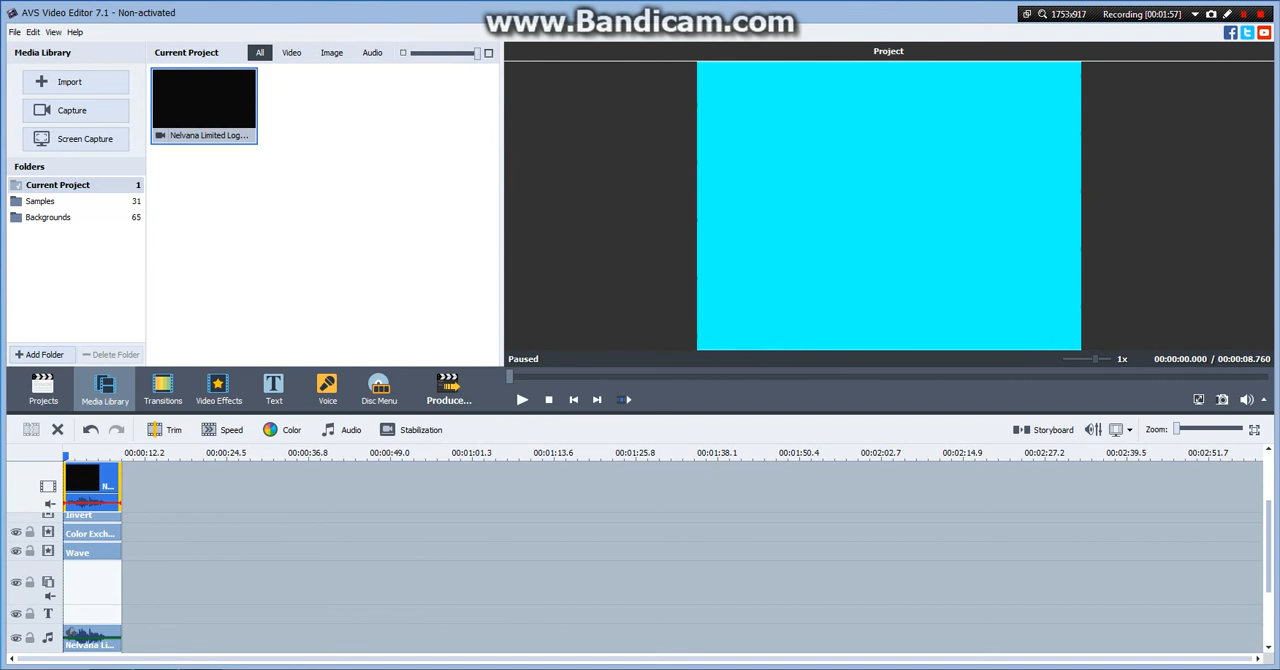 AVS Video Editor 7.1 - Non-activated
www.Bandicam.com
1753x917
Recording [00:01:57]
File Edit View Help
Media Library
Current Project
All
Video
Image
Audio
Project
Import
Capture
Screen Capture
Nelvana Limited Log...
Folders
Current Project 1
Samples 31
Backgrounds 65
Add Folder
Delete Folder
Paused
1x
00:00:00.000 / 00:00:08.760
Projects
Media Library
Transitions
Video Effects
Text
Voice
Disc Menu
Produce...
Trim
Speed
Color
Audio
Stabilization
Storyboard
Zoom:
00:00:12.2 00:00:24.5 00:00:36.8 00:00:49.0 00:01:01.3 00:01:13.6 00:01:25.8 00:01:38.1 00:01:50.4 00:02:02.7 00:02:14.9 00:02:27.2 00:02:39.5 00:02:51.7
N...
Invert
Color Exch...
Wave
T
Nelvana Li...